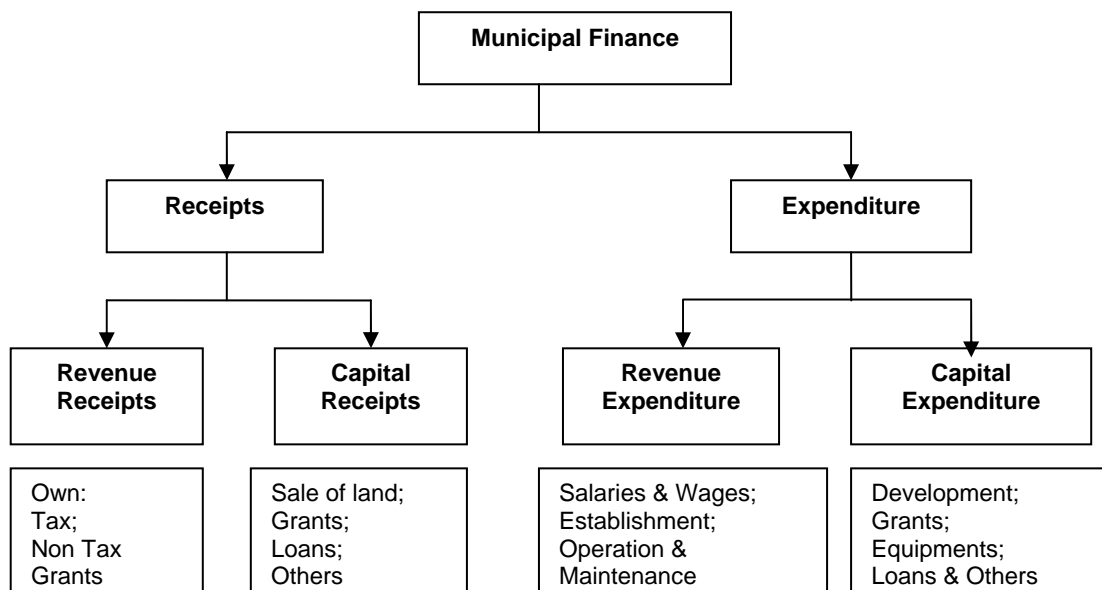 Municipal Finance
Receipts
Expenditure
Revenue
Receipts
Capital
Receipts
Revenue
Expenditure
Capital
Expenditure
Own:
Tax;
Non Tax
Grants
Sale of land;
Grants;
Loans;
Others
Salaries & Wages;
Establishment;
Operation &
Maintenance
Development;
Grants;
Equipments;
Loans & Others